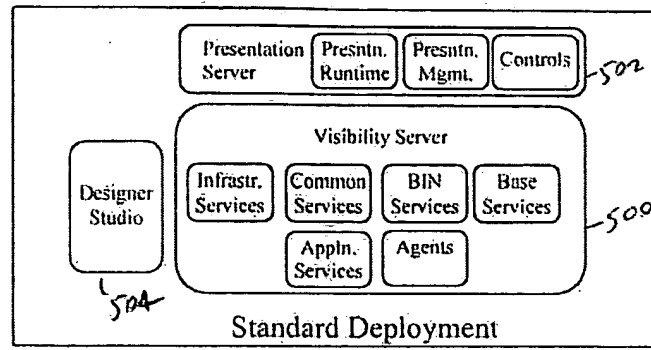 Presentation
Server
Presntn.
Runtime
Presntn.
Mgmt.
Controls
502
Visibility Server
Designer
Studio
Infrastr.
Services
Common
Services
BIN
Services
Base
Services
500
Appln.
Services
Agents
504
Standard Deployment